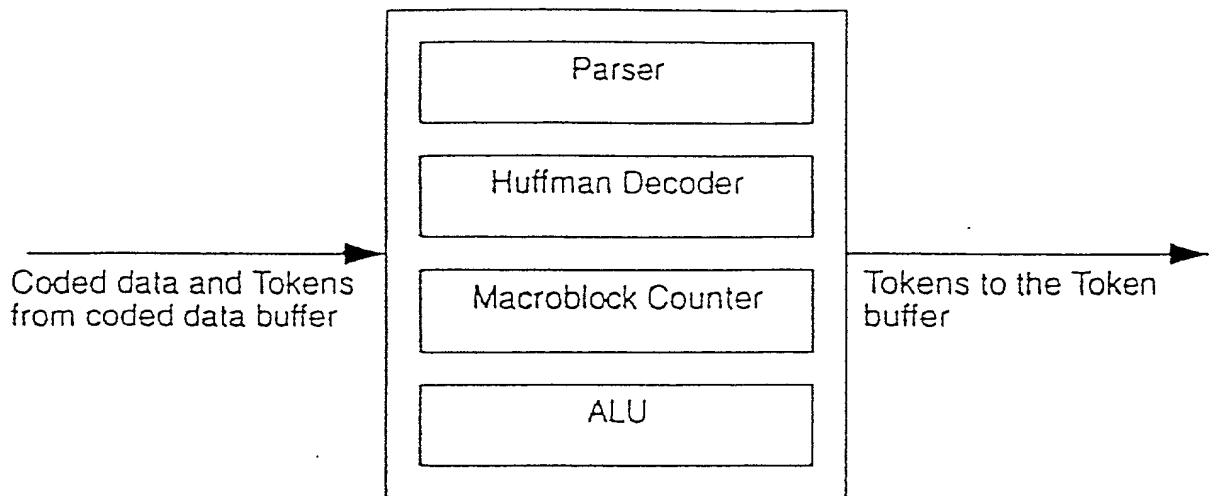 Parser
Huffman Decoder
Macroblock Counter
ALU
Coded data and Tokens
from coded data buffer
Tokens to the Token
buffer